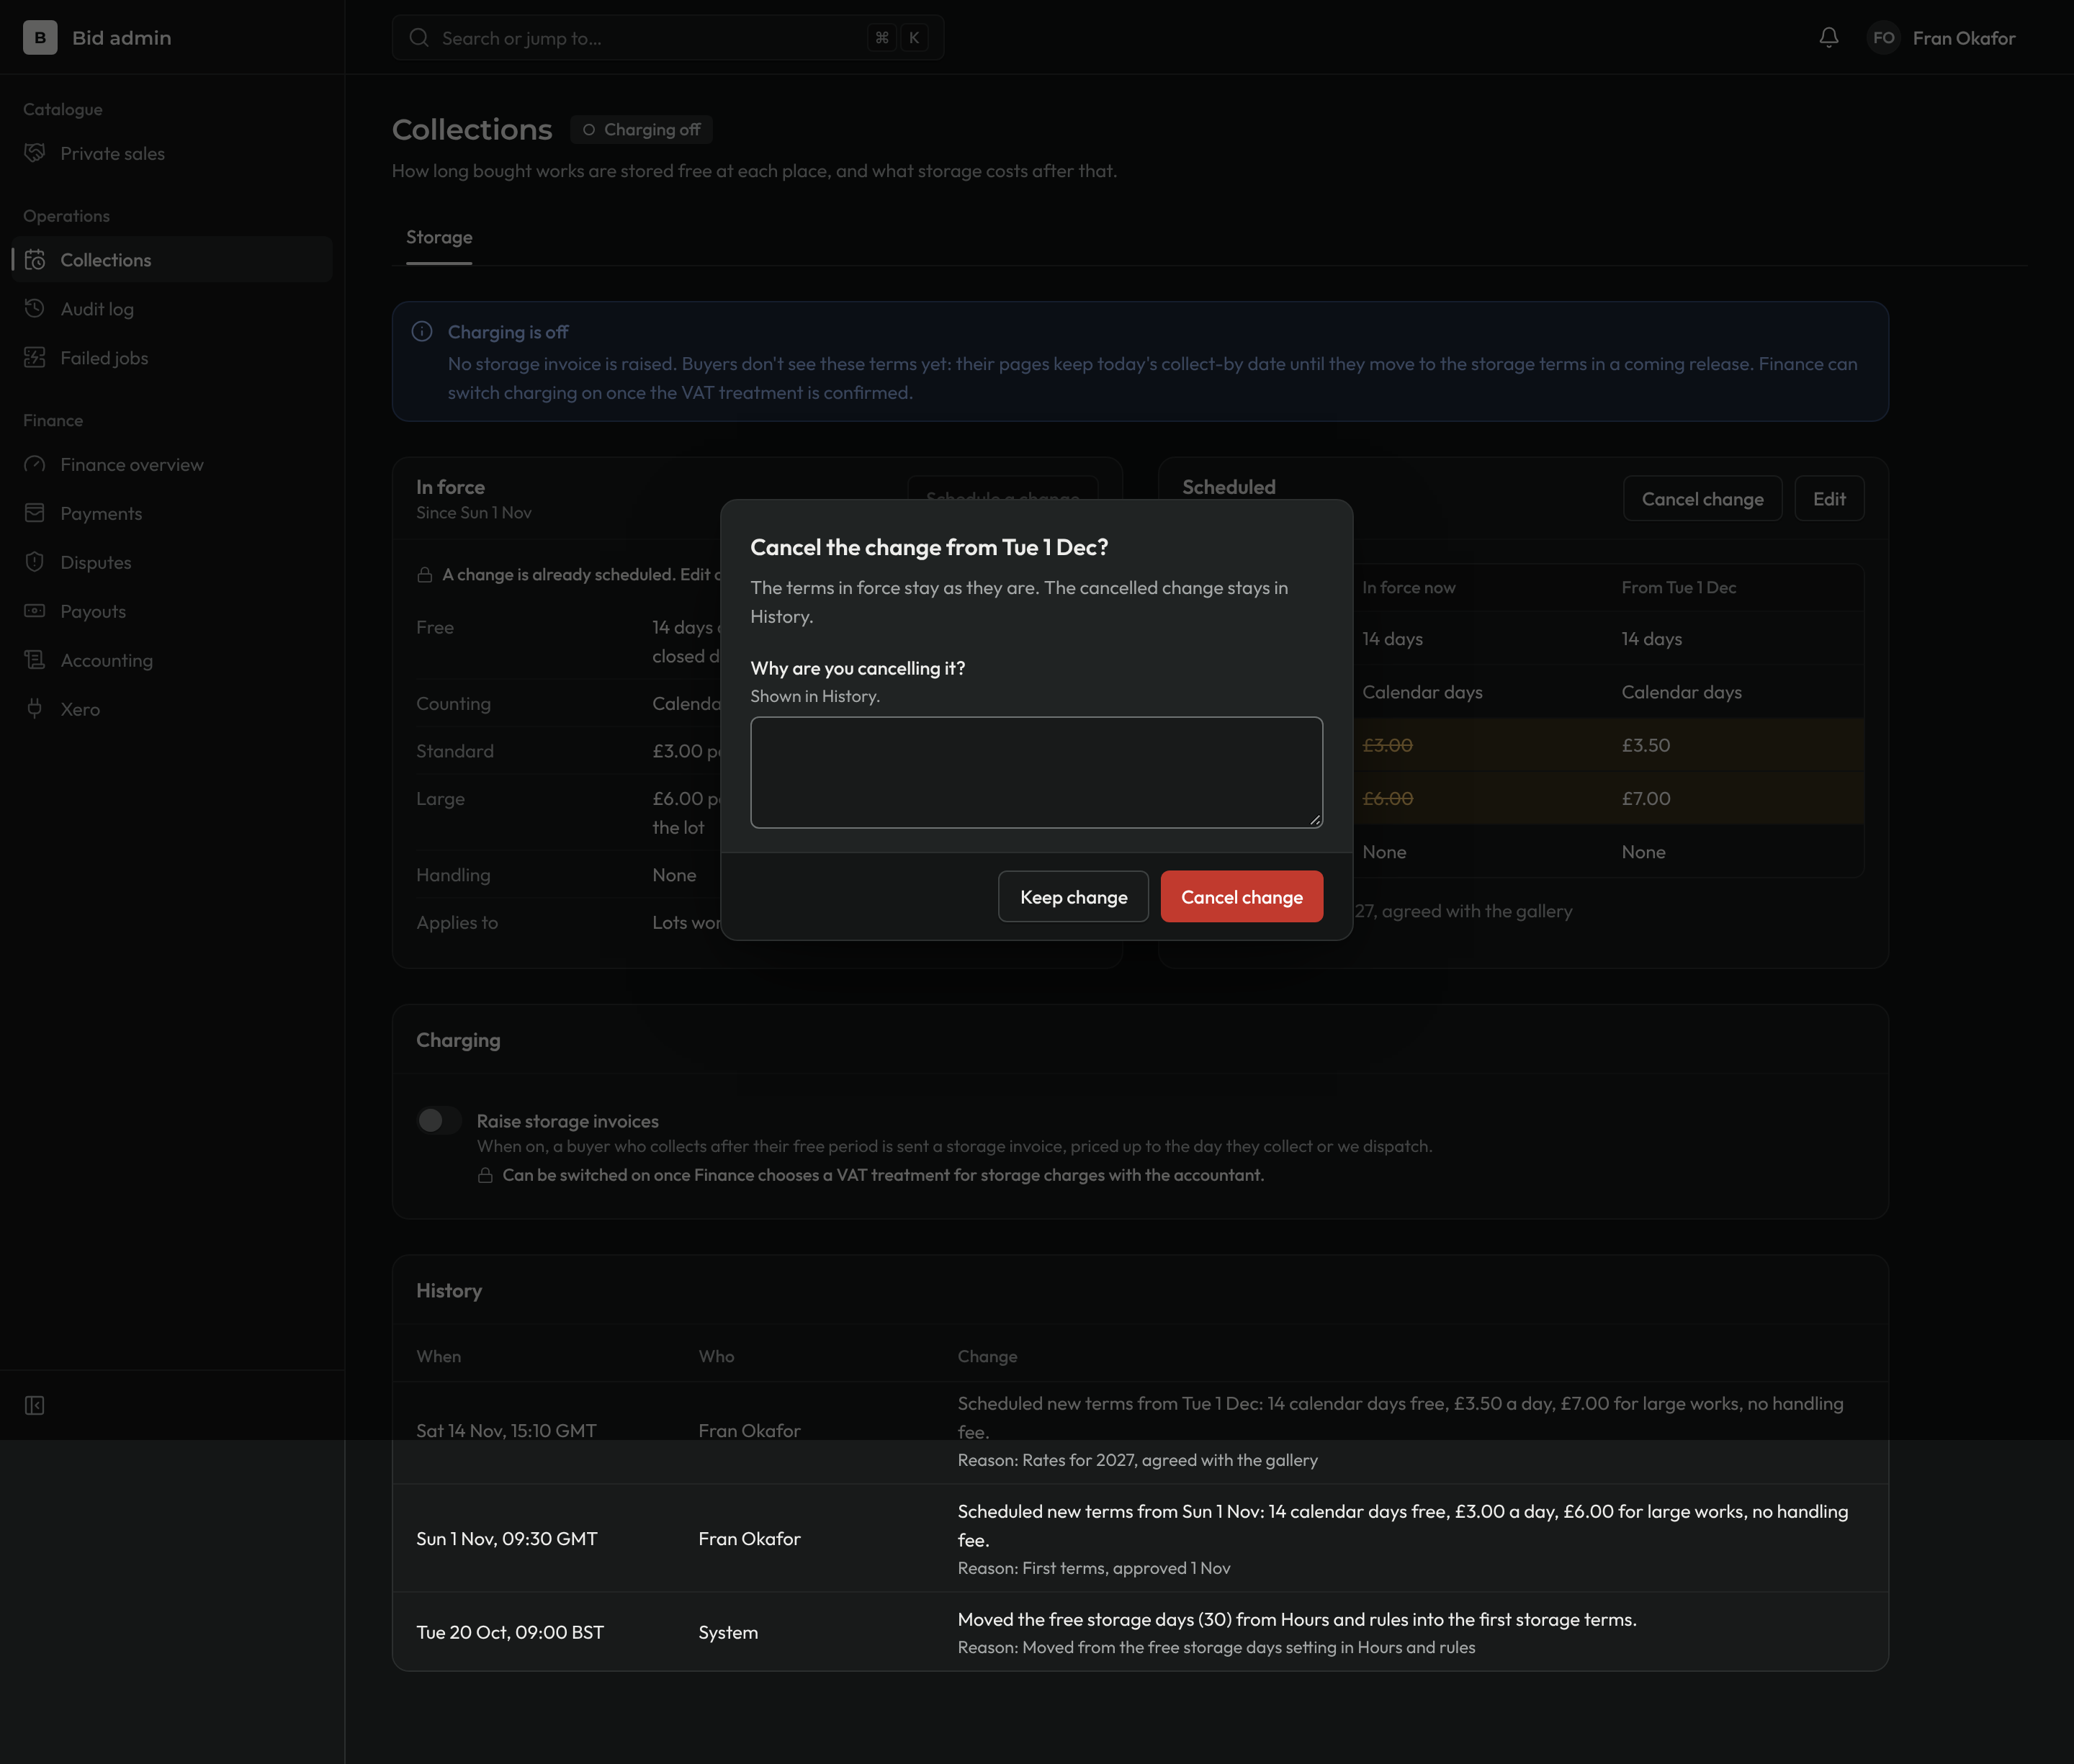 B Bid admin
Search or jump to...
⌘ K
FO Fran Okafor
Catalogue
Private sales
Operations
Collections
Audit log
Failed jobs
Finance
Finance overview
Payments
Disputes
Payouts
Accounting
Xero
Collections
Charging off
How long bought works are stored free at each place, and what storage costs after that.
Storage
Charging is off
No storage invoice is raised. Buyers don't see these terms yet: their pages keep today's collect-by date until they move to the storage terms in a coming release. Finance can
switch charging on once the VAT treatment is confirmed.
In force
Since Sun 1 Nov
Schedule a change
A change is already scheduled. Edit
Free
14 days
closed
Counting
Standard
£3.00
Large
£6.00
the lot
Handling
None
Applies to
Lots
Scheduled
Cancel change
Edit
In force now
From Tue 1 Dec
14 days
14 days
Calendar days
Calendar days
£3.00
£3.50
£6.00
£7.00
None
None
27, agreed with the gallery
Cancel the change from Tue 1 Dec?
The terms in force stay as they are. The cancelled change stays in
History.
Why are you cancelling it?
Shown in History.
Keep change
Cancel change
Charging
Raise storage invoices
When on, a buyer who collects after their free period is sent a storage invoice, priced up to the day they collect or we dispatch.
Can be switched on once Finance chooses a VAT treatment for storage charges with the accountant.
History
When
Who
Change
Sat 14 Nov, 15:10 GMT
Fran Okafor
Scheduled new terms from Tue 1 Dec: 14 calendar days free, £3.50 a day, £7.00 for large works, no handling
fee.
Reason: Rates for 2027, agreed with the gallery
Sun 1 Nov, 09:30 GMT
Fran Okafor
Scheduled new terms from Sun 1 Nov: 14 calendar days free, £3.00 a day, £6.00 for large works, no handling
fee.
Reason: First terms, approved 1 Nov
Tue 20 Oct, 09:00 BST
System
Moved the free storage days (30) from Hours and rules into the first storage terms.
Reason: Moved from the free storage days setting in Hours and rules